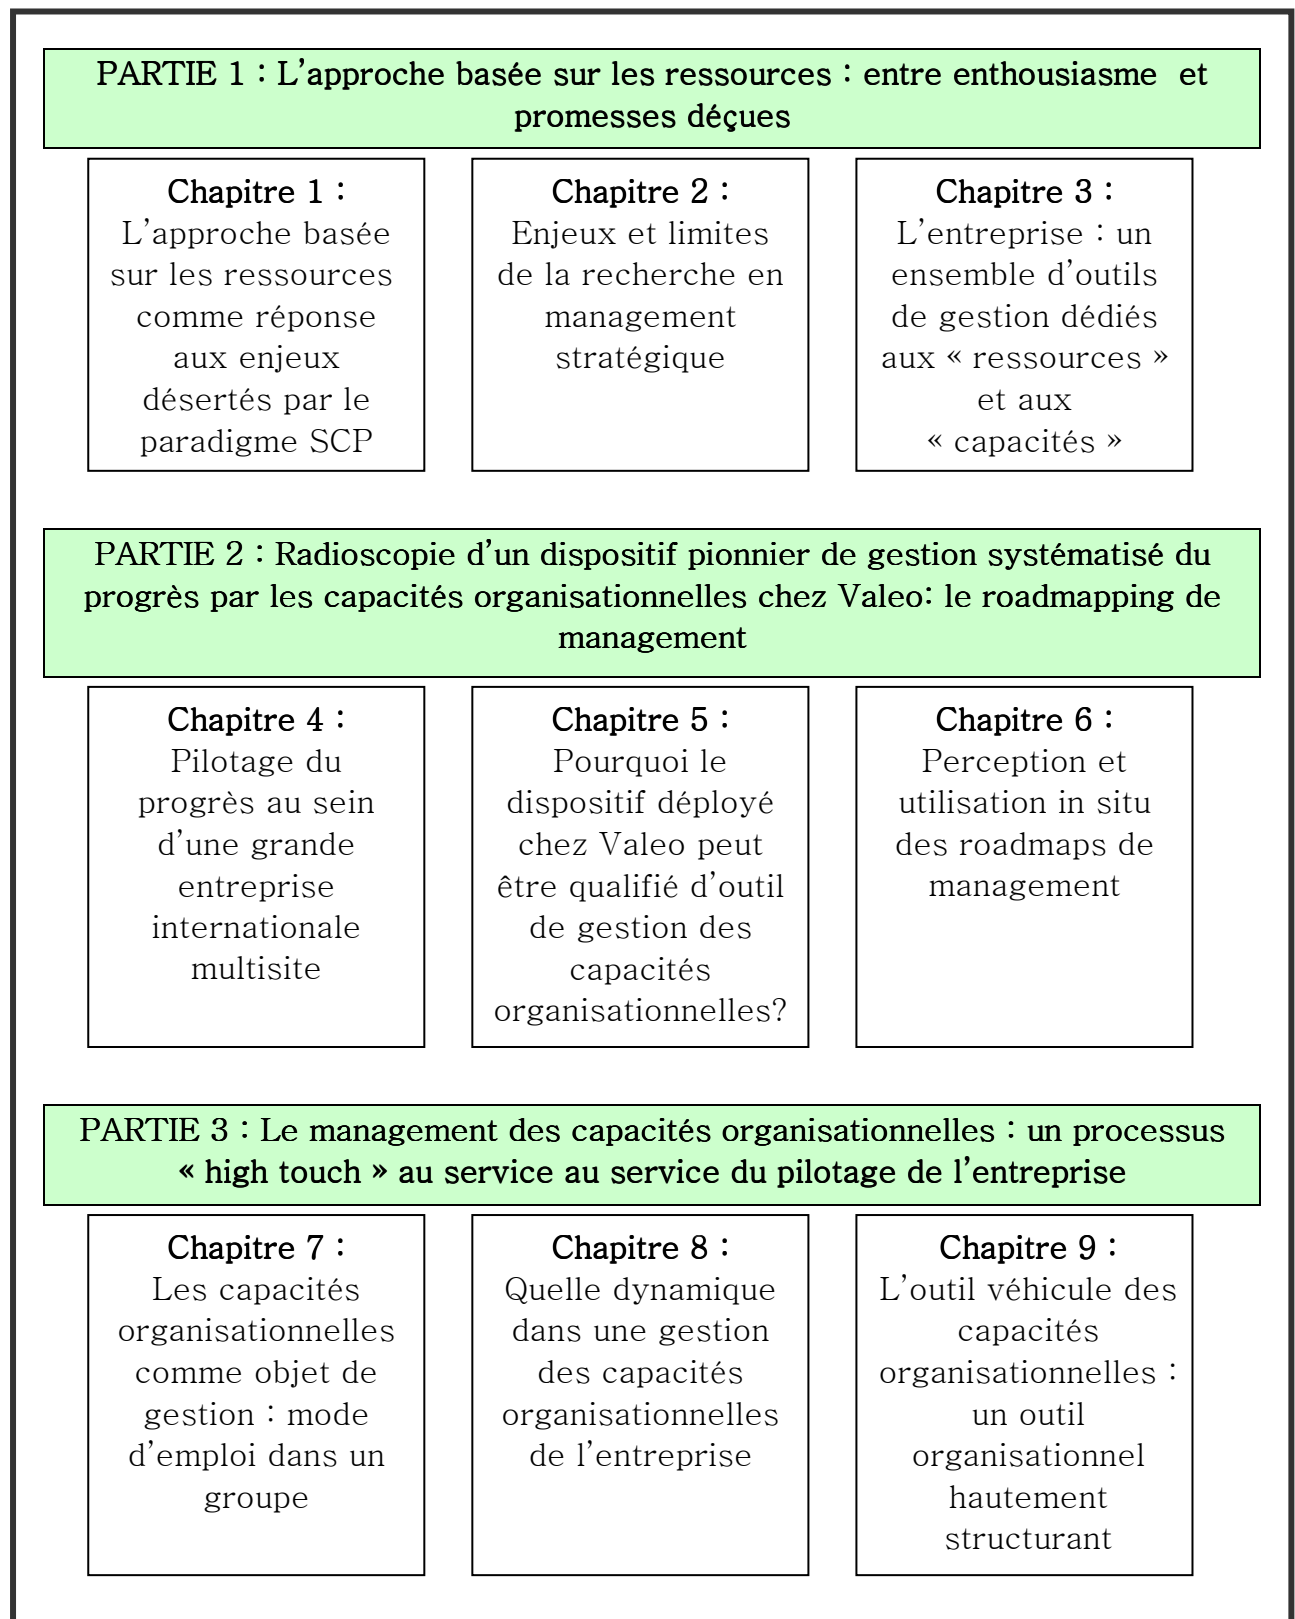 PARTIE 1 : L’approche basée sur les ressources : entre enthousiasme et
promesses déçues
Chapitre 1 :
L’approche basée
sur les ressources
comme réponse
aux enjeux
désertés par le
paradigme SCP
Chapitre 2 :
Enjeux et limites
de la recherche en
management
stratégique
Chapitre 3 :
L’entreprise : un
ensemble d’outils
de gestion dédiés
aux « ressources »
et aux
« capacités »
PARTIE 2 : Radioscopie d’un dispositif pionnier de gestion systématisé du
progrès par les capacités organisationnelles chez Valeo: le roadmapping de
management
Chapitre 4 :
Pilotage du
progrès au sein
d’une grande
entreprise
internationale
multisite
Chapitre 5 :
Pourquoi le
dispositif déployé
chez Valeo peut
être qualifié d’outil
de gestion des
capacités
organisationnelles?
Chapitre 6 :
Perception et
utilisation in situ
des roadmaps de
management
PARTIE 3 : Le management des capacités organisationnelles : un processus
« high touch » au service au service du pilotage de l’entreprise
Chapitre 7 :
Les capacités
organisationnelles
comme objet de
gestion : mode
d’emploi dans un
groupe
Chapitre 8 :
Quelle dynamique
dans une gestion
des capacités
organisationnelles
de l’entreprise
Chapitre 9 :
L’outil véhicule des
capacités
organisationnelles :
un outil
organisationnel
hautement
structurant